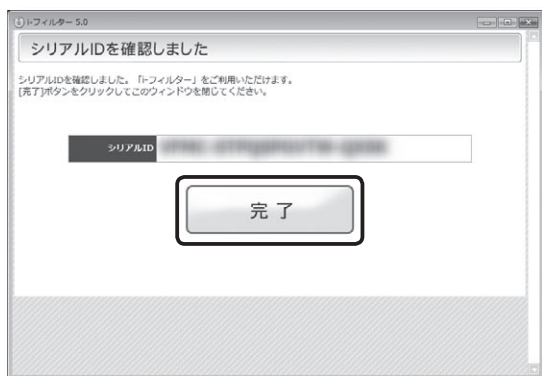 i-フィルター 5.0
シリアルIDを確認しました
シリアルIDを確認しました。「i-フィルター」をご利用いただけます。
[完了]ボタンをクリックしてこのウィンドウを閉じてください。
シリアルID
完了